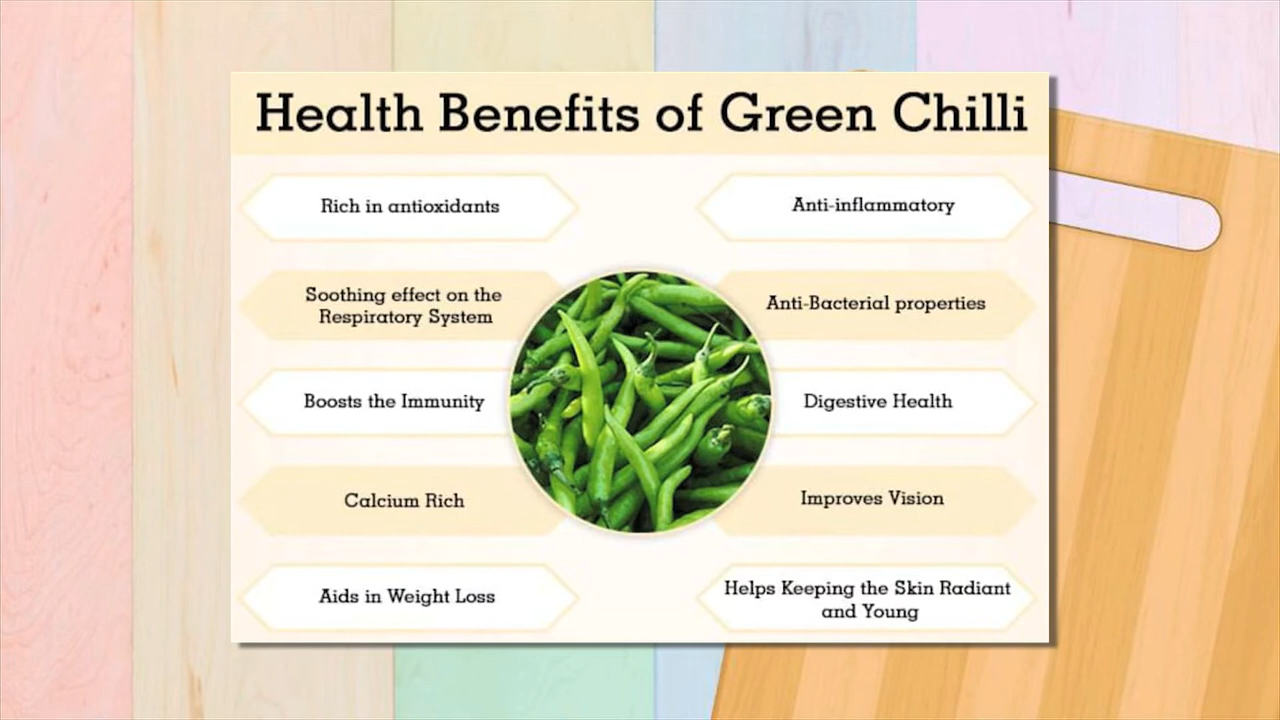 Health Benefits of Green Chilli
Rich in antioxidants
Anti-inflammatory
Soothing effect on the
Respiratory System
Anti-Bacterial properties
Boosts the Immunity
Digestive Health
Calcium Rich
Improves Vision
Aids in Weight Loss
Helps Keeping the Skin Radiant
and Young